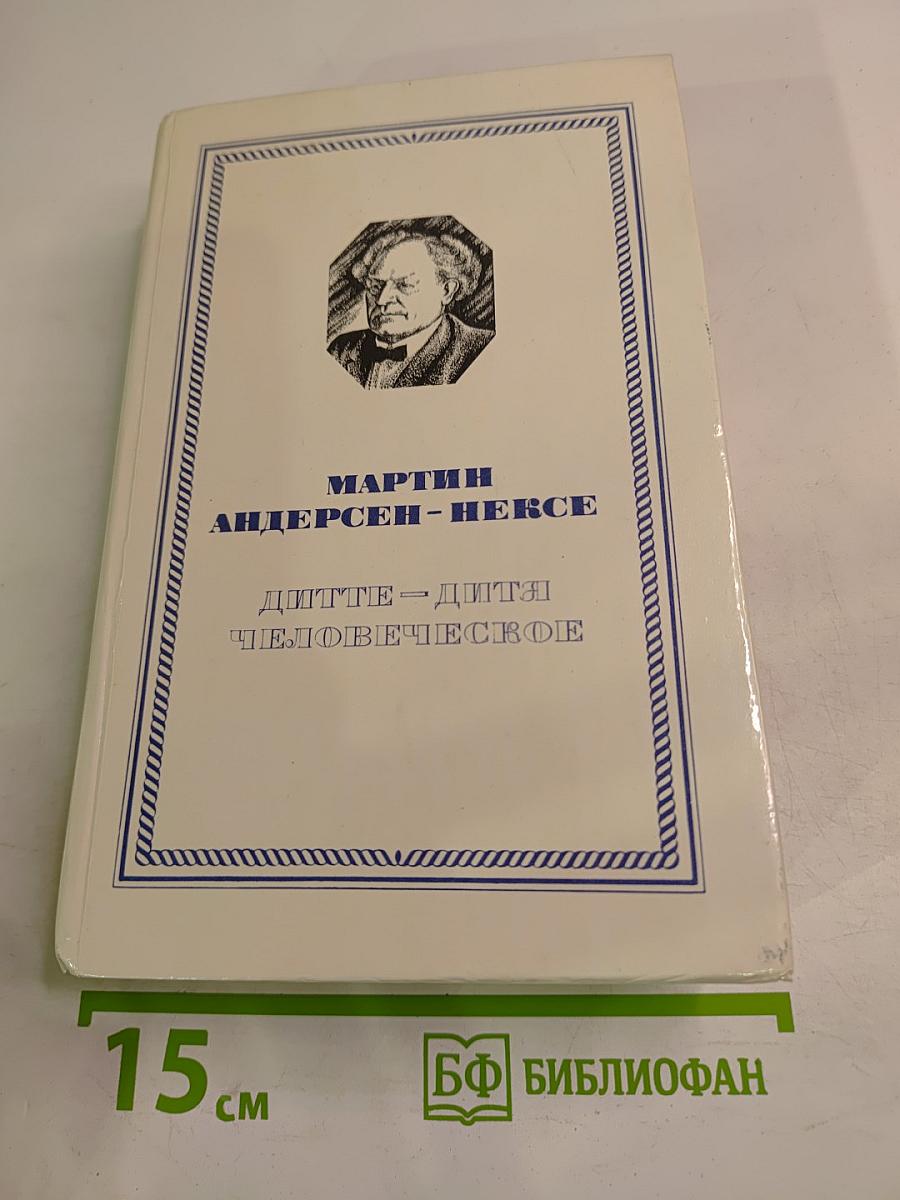 МАРТИН
АНДЕРСЕН-НЕКСЕ
ДИТТЕ — ДИТЯ
ЧЕЛОВЕЧЕСКОЕ
15 см
БФ БИБЛИОФАН